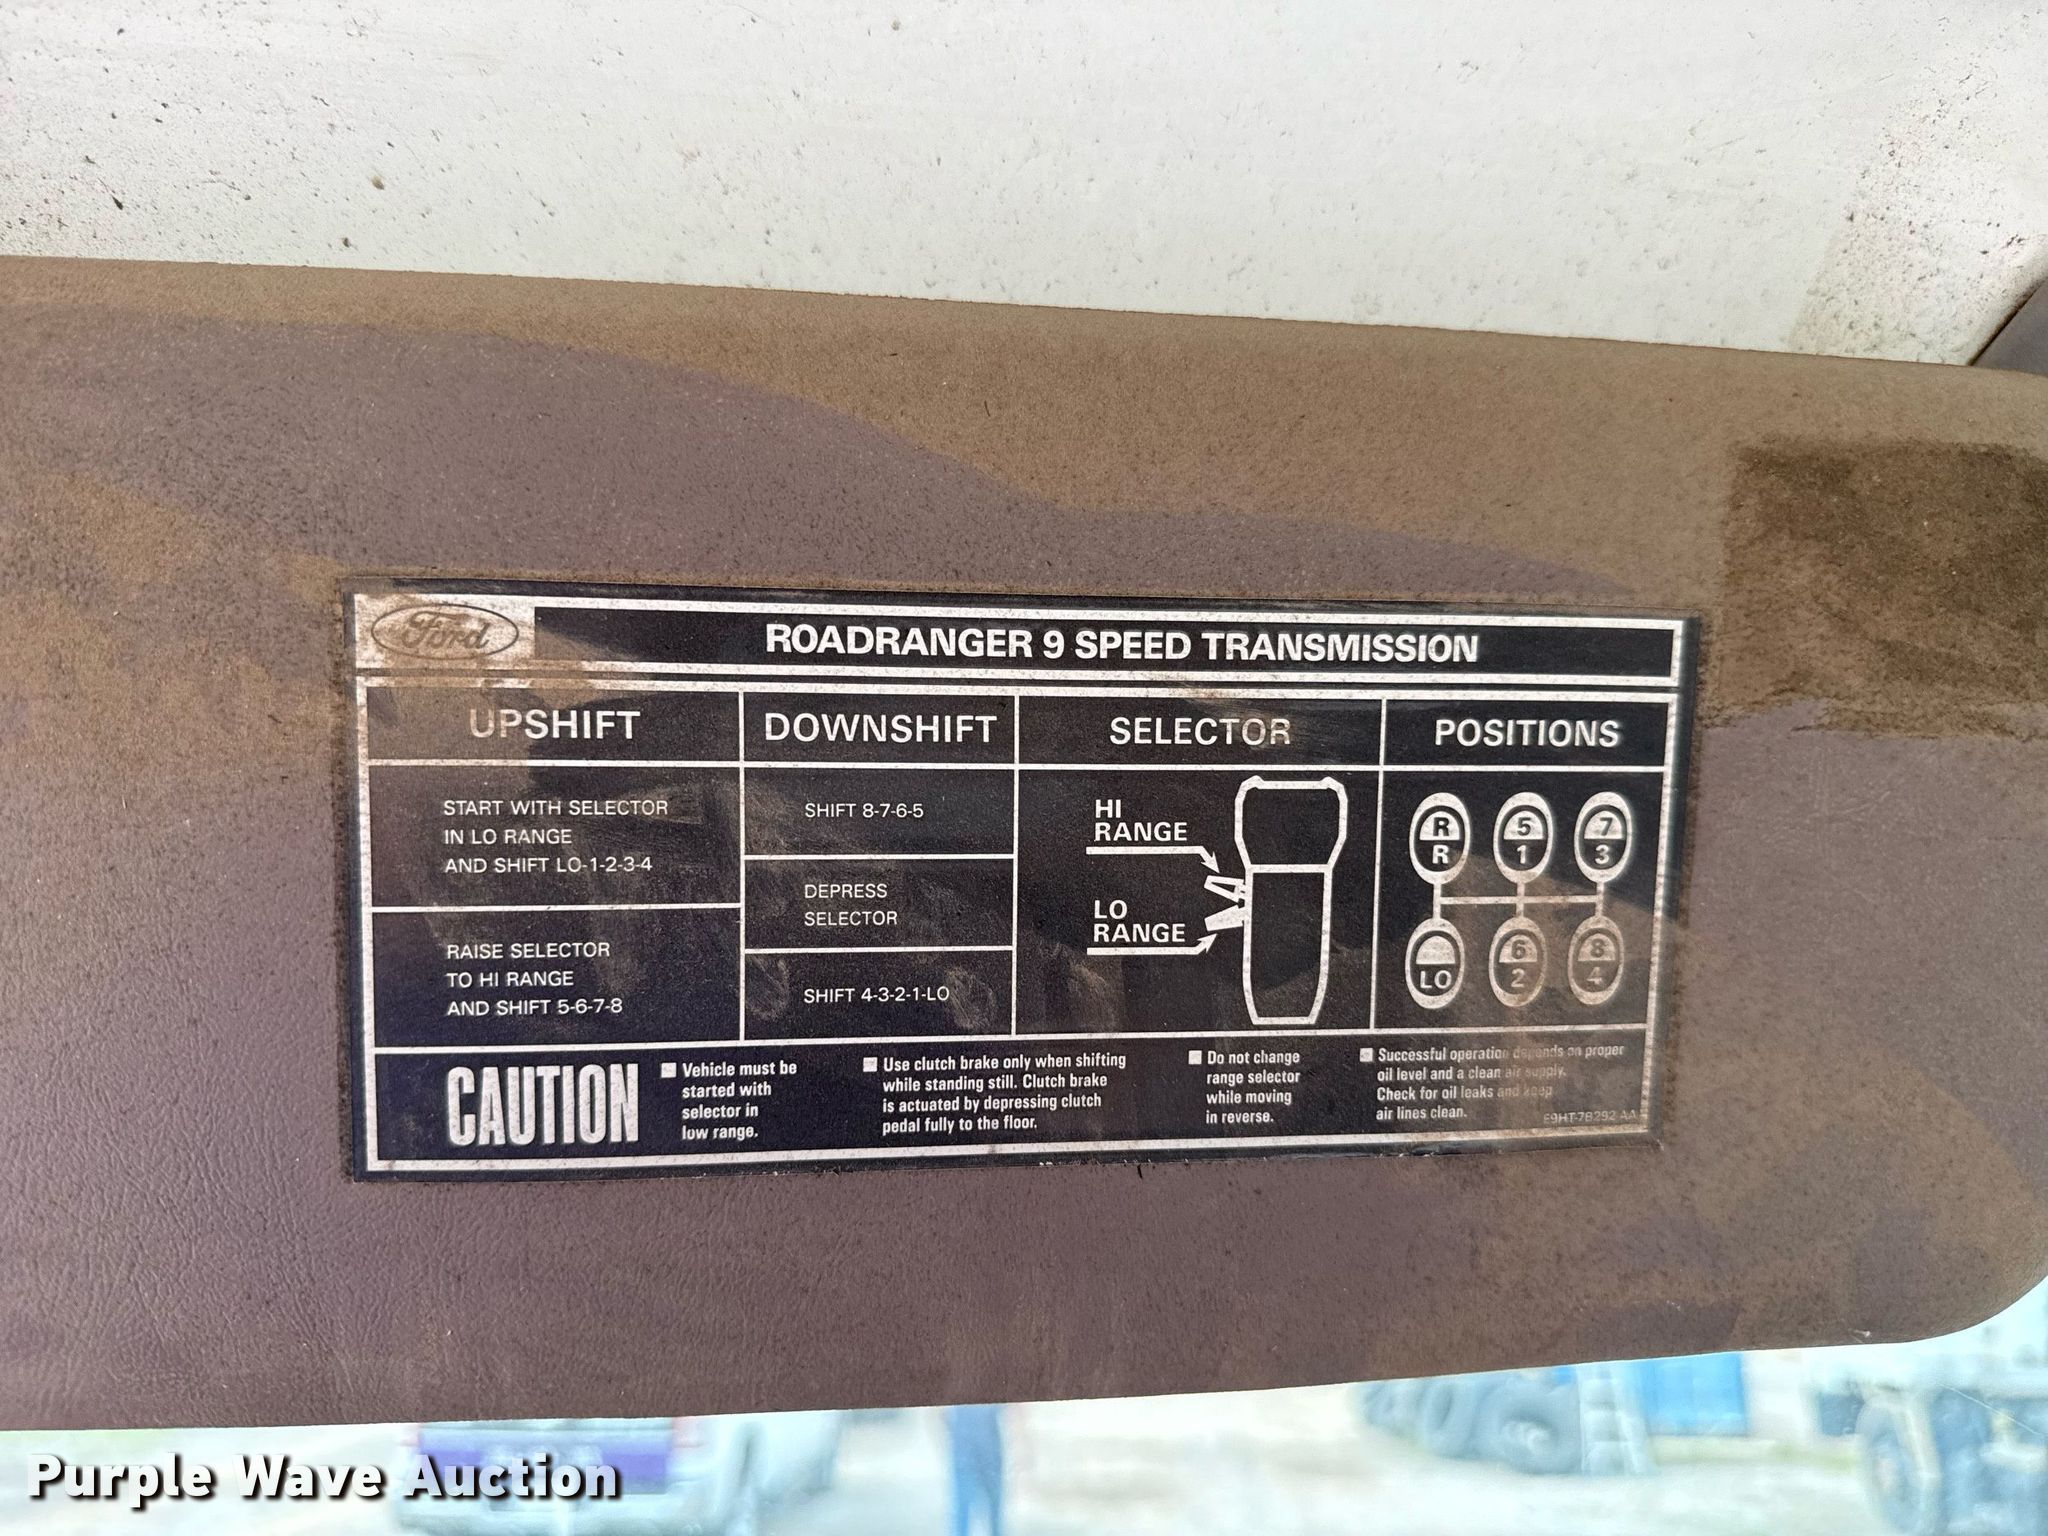 Ford
ROADRANGER 9 SPEED TRANSMISSION
UPSHIFT
START WITH SELECTOR
IN LO RANGE
AND SHIFT LO-1-2-3-4
RAISE SELECTOR
TO HI RANGE
AND SHIFT 5-6-7-8
DOWNSHIFT
SHIFT 8-7-6-5
DEPRESS
SELECTOR
SHIFT 4-3-2-1-LO
SELECTOR
HI
RANGE
LO
RANGE
POSITIONS
R 5 7
R 1 3
6 8
LO 2 4
CAUTION
Vehicle must be
started with
selector in
low range.
Use clutch brake only when shifting
while standing still. Clutch brake
is actuated by depressing clutch
pedal fully to the floor.
Do not change
range selector
while moving
in reverse.
Successful operation depends on proper
oil level and a clean air supply.
Check for oil leaks and keep
air lines clean.
E9HT-7B292 AA
Purple Wave Auction